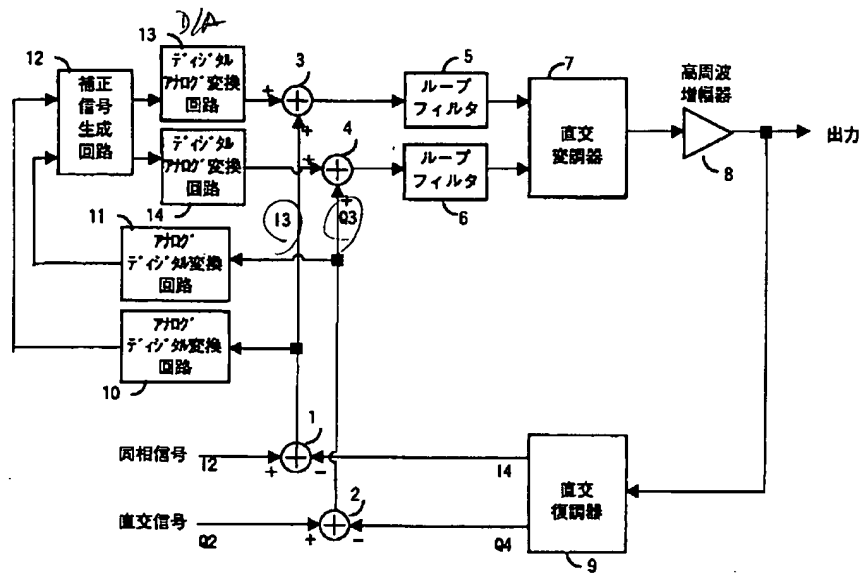 D/A
13
ディジタル
アナログ変換
回路
12
補正
信号
生成
回路
+
3
+
5
ループ
フィルタ
7
直交
変調器
高周波
増幅器
8
出力
ディジタル
アナログ変換
回路
14
+
4
+
ループ
フィルタ
6
I3
Q3
11
アナログ
ディジタル変換
回路
アナログ
ディジタル変換
回路
10
同相信号
I2
+
1
-
I4
直交
復調器
9
直交信号
Q2
+
2
-
Q4